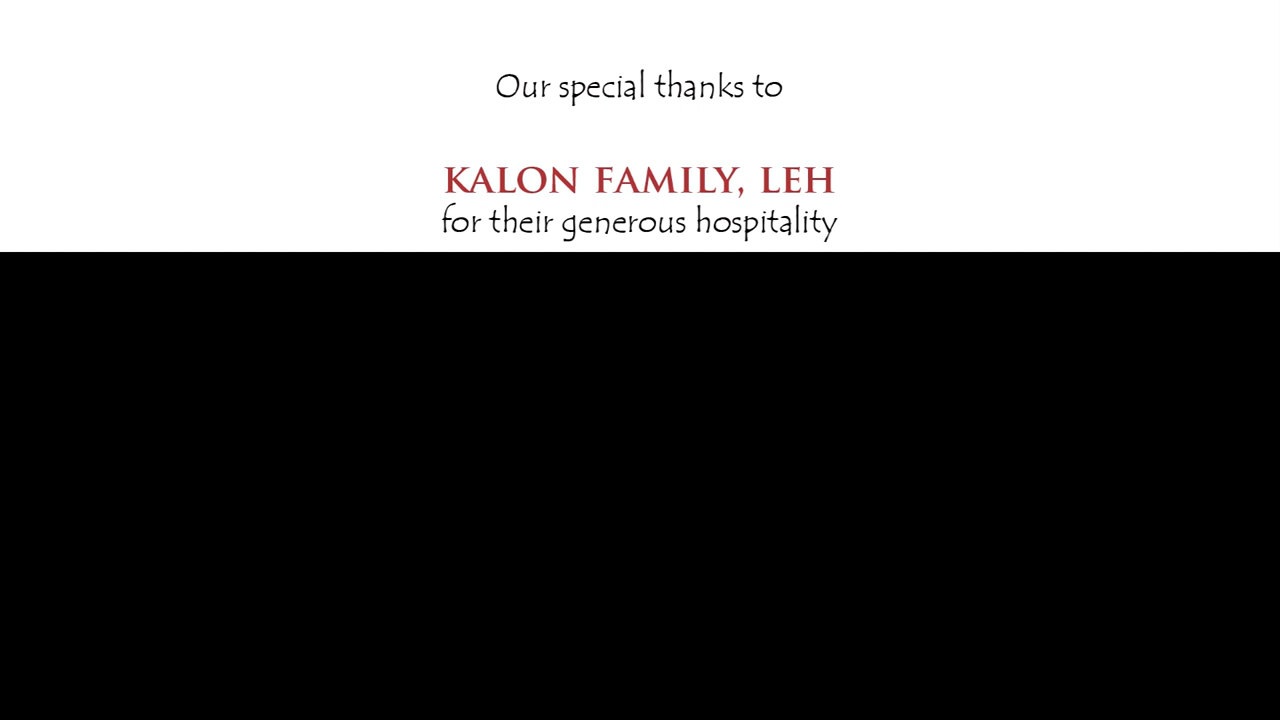 Our special thanks to
KALON FAMILY, LEH
for their generous hospitality